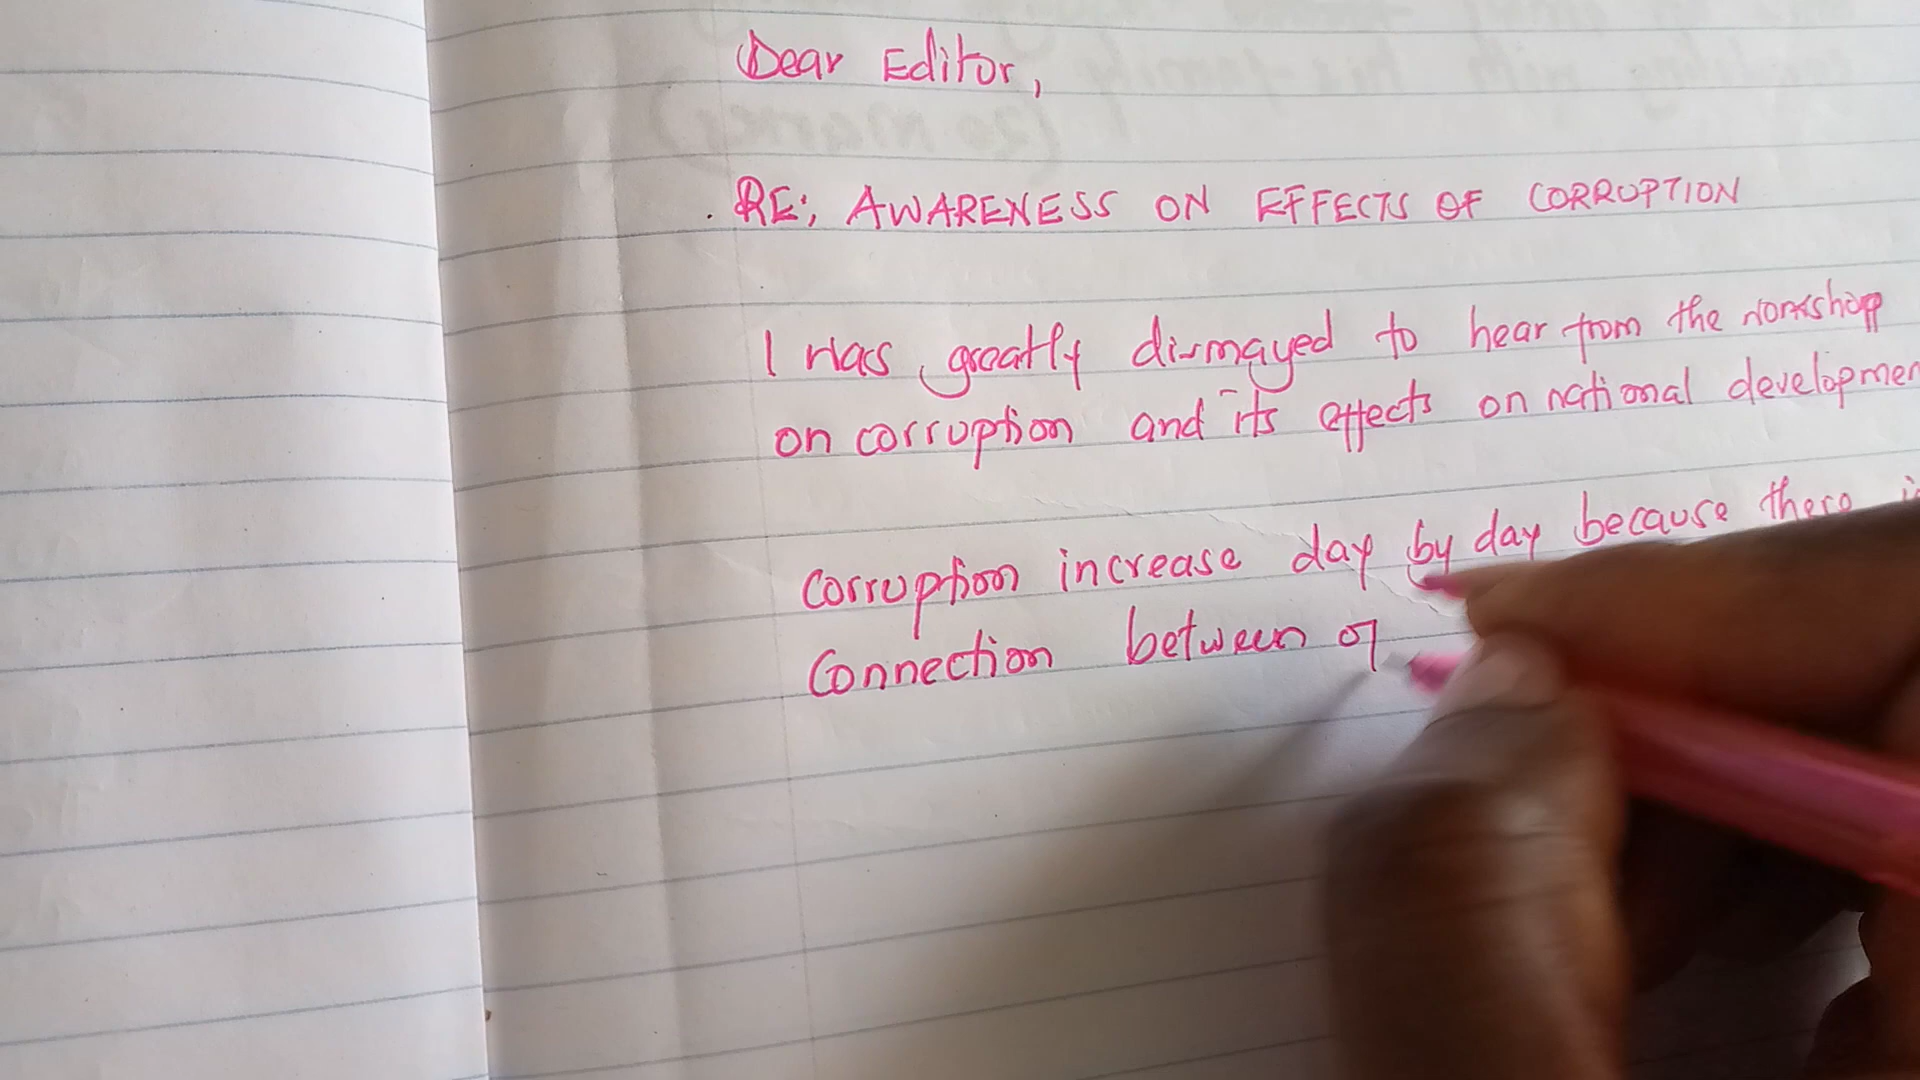 Dear Editor,
RE:, AWARENESS ON EFFECTS OF CORRUPTION
I was greatly dismayed to hear from the workshop
on corruption and its effects on national developmen
Corruption increase day by day because there i
Connection between of